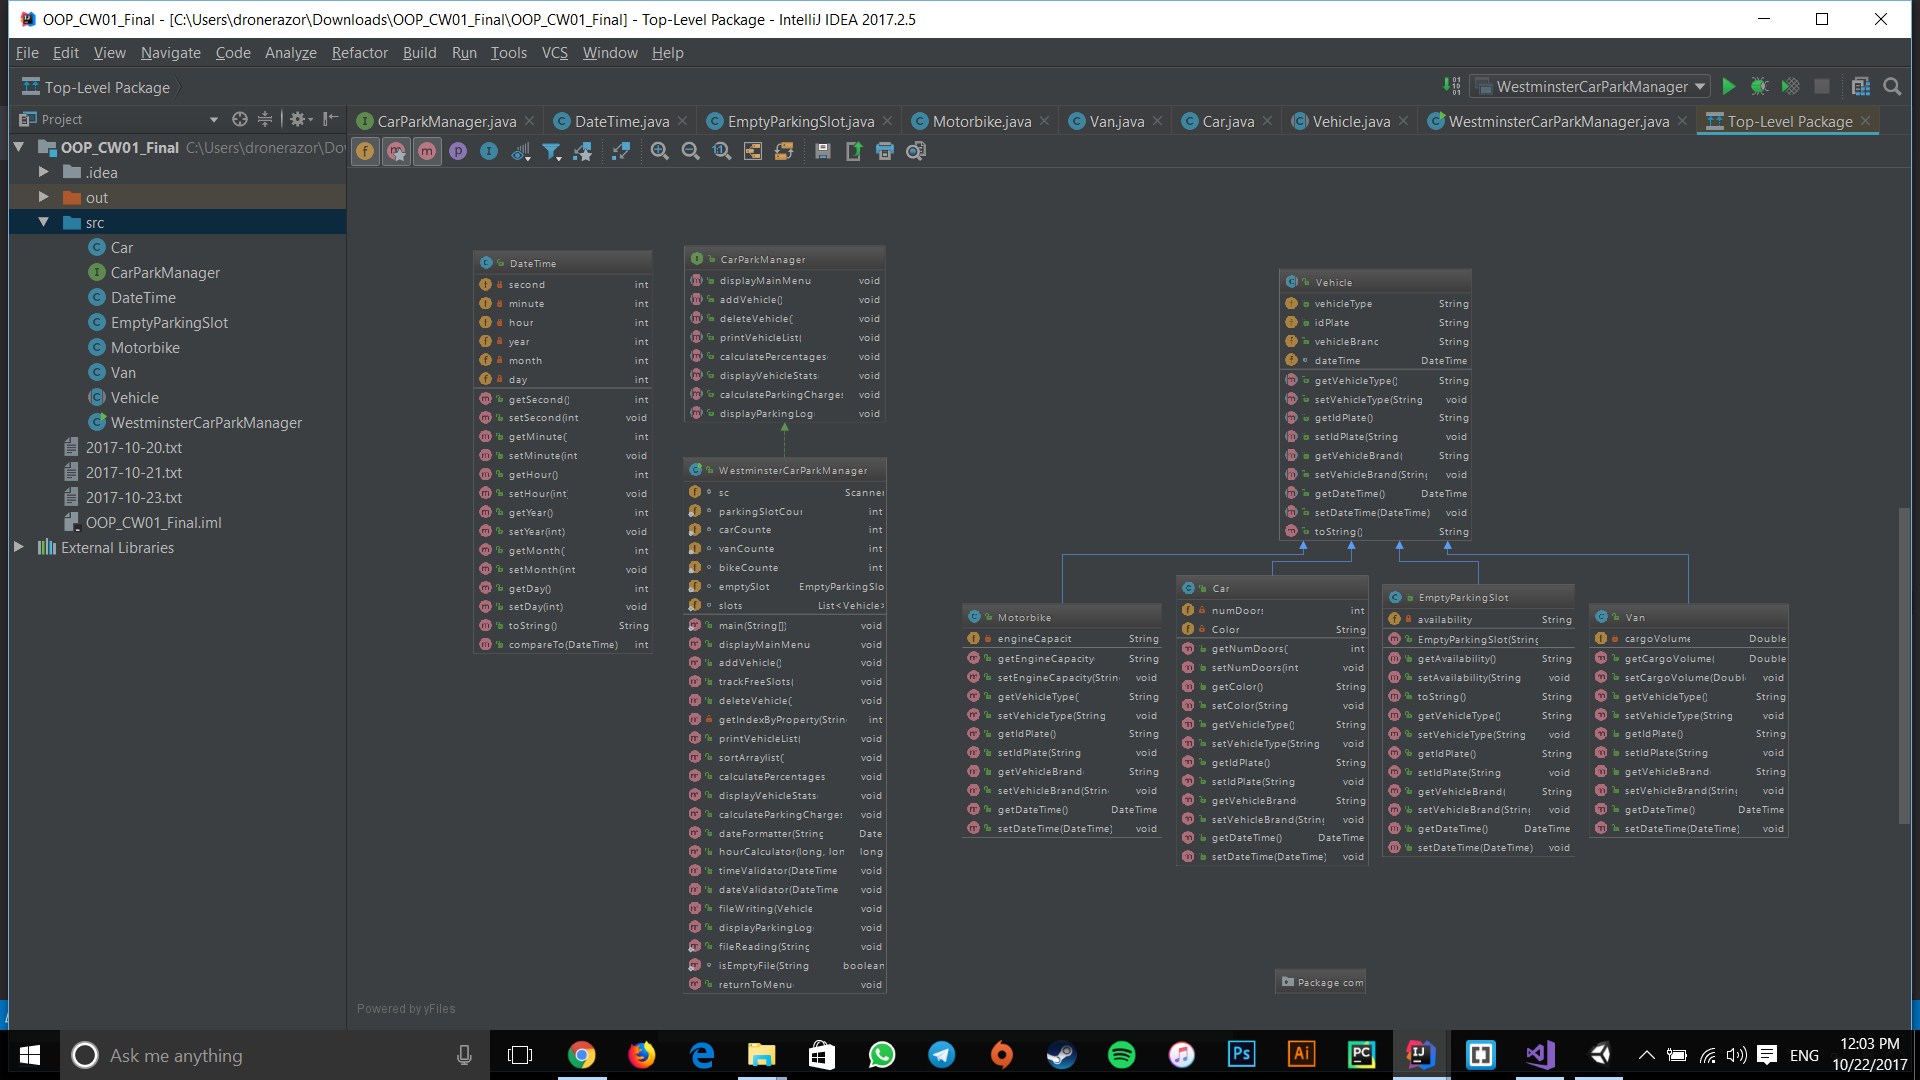 OOP_CW01_Final - [C:\Users\dronerazor\Downloads\OOP_CW01_Final\OOP_CW01_Final] - Top-Level Package - IntelliJ IDEA 2017.2.5
File Edit View Navigate Code Analyze Refactor Build Run Tools VCS Window Help
Top-Level Package
WestminsterCarParkManager
Project
CarParkManager.java DateTime.java EmptyParkingSlot.java Motorbike.java Van.java Car.java Vehicle.java WestminsterCarParkManager.java Top-Level Package
OOP_CW01_Final C:\Users\dronerazor\Do
.idea
out
src
Car
CarParkManager
DateTime
EmptyParkingSlot
Motorbike
Van
Vehicle
WestminsterCarParkManager
2017-10-20.txt
2017-10-21.txt
2017-10-23.txt
OOP_CW01_Final.iml
External Libraries
DateTime
second int
minute int
hour int
year int
month int
day int
getSecond() int
setSecond(int void
getMinute( int
setMinute(int void
getHour() int
setHour(int) void
getYear() int
setYear(int) void
getMonth( int
setMonth(int void
getDay() int
setDay(int) void
toString() String
compareTo(DateTime) int
CarParkManager
displayMainMenu void
addVehicle() void
deleteVehicle( void
printVehicleList( void
calculatePercentages void
displayVehicleStats void
calculateParkingCharges void
displayParkingLog void
WestminsterCarParkManager
sc Scanner
parkingSlotCour int
carCounte int
vanCounte int
bikeCounte int
emptySlot EmptyParkingSlo
slots List<Vehicle>
main(String[]) void
displayMainMenu void
addVehicle() void
trackFreeSlots( void
deleteVehicle( void
getIndexByProperty(Strin int
printVehicleList( void
sortArraylist( void
calculatePercentages void
displayVehicleStats void
calculateParkingCharges void
dateFormatter(String Date
hourCalculator(long, lon long
timeValidator(DateTime void
dateValidator(DateTime void
fileWriting(Vehicle void
displayParkingLog void
fileReading(String void
isEmptyFile(String boolean
returnToMenu void
Vehicle
vehicleType String
idPlate String
vehicleBranc String
dateTime DateTime
getVehicleType() String
setVehicleType(String void
getIdPlate() String
setIdPlate(String void
getVehicleBrand( String
setVehicleBrand(String void
getDateTime() DateTime
setDateTime(DateTime) void
toString() String
Motorbike
engineCapacit String
getEngineCapacity String
setEngineCapacity(Strin void
getVehicleType( String
setVehicleType(String void
getIdPlate() String
setIdPlate(String void
getVehicleBrand String
setVehicleBrand(Strin void
getDateTime() DateTime
setDateTime(DateTime) void
Car
numDoors int
Color String
getNumDoors( int
setNumDoors(int void
getColor() String
setColor(String void
getVehicleType() String
setVehicleType(String void
getIdPlate() String
setIdPlate(String void
getVehicleBrand String
setVehicleBrand(String void
getDateTime() DateTime
setDateTime(DateTime) void
EmptyParkingSlot
availability String
EmptyParkingSlot(String
getAvailability() String
setAvailability(String void
toString() String
getVehicleType() String
setVehicleType(String void
getIdPlate() String
setIdPlate(String void
getVehicleBrand( String
setVehicleBrand(String void
getDateTime() DateTime
setDateTime(DateTime) void
Van
cargoVolume Double
getCargoVolume( Double
setCargoVolume(Doubl void
getVehicleType() String
setVehicleType(String void
getIdPlate() String
setIdPlate(String void
getVehicleBrand String
setVehicleBrand(String void
getDateTime() DateTime
setDateTime(DateTime) void
Package com
Powered by yFiles
Ask me anything
ENG
12:03 PM
10/22/2017